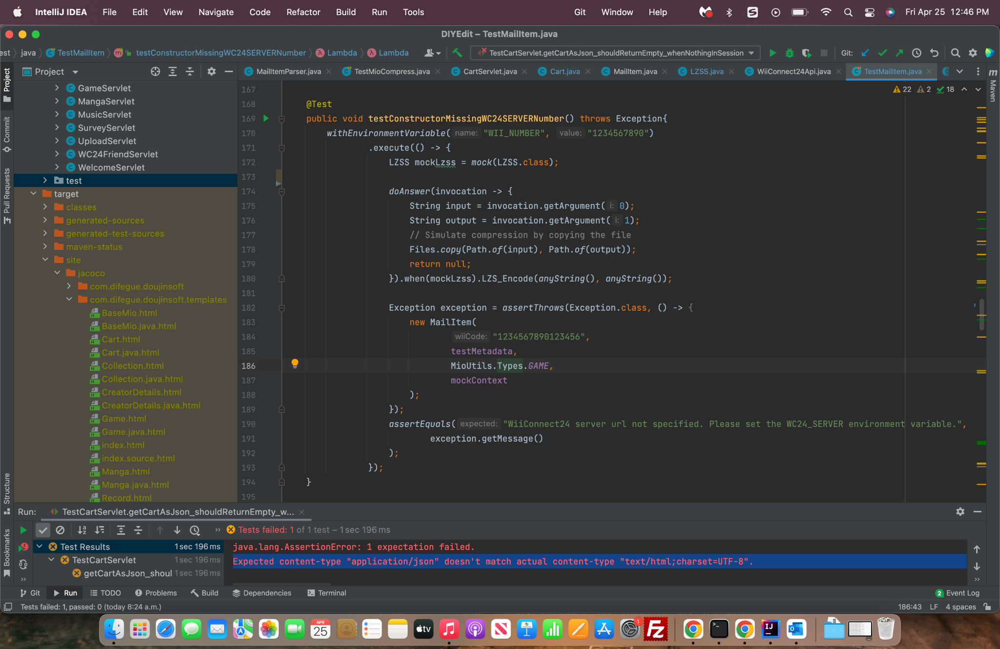 IntelliJ IDEA File Edit View Navigate Code Refactor Build Run Tools Git Window Help Fri Apr 25 12:46 PM
DIYEdit – TestMailItem.java
est java TestMailItem testConstructorMissingWC24SERVERNumber Lambda Lambda TestCartServlet.getCartAsJson_shouldReturnEmpty_whenNothingInSession Git:
Project MailItemParser.java TestMioCompress.java CartServlet.java Cart.java MailItem.java LZSS.java WiiConnect24Api.java TestMailItem.java
22 2 18
Project
Commit
Pull Requests
Structure
Bookmarks
Maven
GameServlet
MangaServlet
MusicServlet
SurveyServlet
UploadServlet
WC24FriendServlet
WelcomeServlet
test
target
classes
generated-sources
generated-test-sources
maven-status
site
jacoco
com.difegue.doujinsoft
com.difegue.doujinsoft.templates
BaseMio.html
BaseMio.java.html
Cart.html
Cart.java.html
Collection.html
Collection.java.html
CreatorDetails.html
CreatorDetails.java.html
Game.html
Game.java.html
index.html
index.source.html
Manga.html
Manga.java.html
Record.html
167
168 @Test
169 public void testConstructorMissingWC24SERVERNumber() throws Exception{
170 withEnvironmentVariable( name: "WII_NUMBER", value: "1234567890")
171 .execute(() -> {
172 LZSS mockLzss = mock(LZSS.class);
173
174 doAnswer(invocation -> {
175 String input = invocation.getArgument( i: 0);
176 String output = invocation.getArgument( i: 1);
177 // Simulate compression by copying the file
178 Files.copy(Path.of(input), Path.of(output));
179 return null;
180 }).when(mockLzss).LZS_Encode(anyString(), anyString());
181
182 Exception exception = assertThrows(Exception.class, () -> {
183 new MailItem(
184 wiiCode: "1234567890123456",
185 testMetadata,
186 MioUtils.Types.GAME,
187 mockContext
188 );
189 });
190 assertEquals( expected: "WiiConnect24 server url not specified. Please set the WC24_SERVER environment variable.",
191 exception.getMessage()
192 );
193 });
194 }
195
Run: TestCartServlet.getCartAsJson_shouldReturnEmpty_w...
Tests failed: 1 of 1 test – 1 sec 196 ms
Test Results 1 sec 196 ms
TestCartServlet 1 sec 196 ms
getCartAsJson_shoul 1 sec 196 ms
java.lang.AssertionError: 1 expectation failed.
Expected content-type "application/json" doesn't match actual content-type "text/html;charset=UTF-8".
Git Run TODO Problems Build Dependencies Terminal 2 Event Log
Tests failed: 1, passed: 0 (today 8:24 a.m.) 186:43 LF 4 spaces
APR
25
tv
1
FZ
IJ